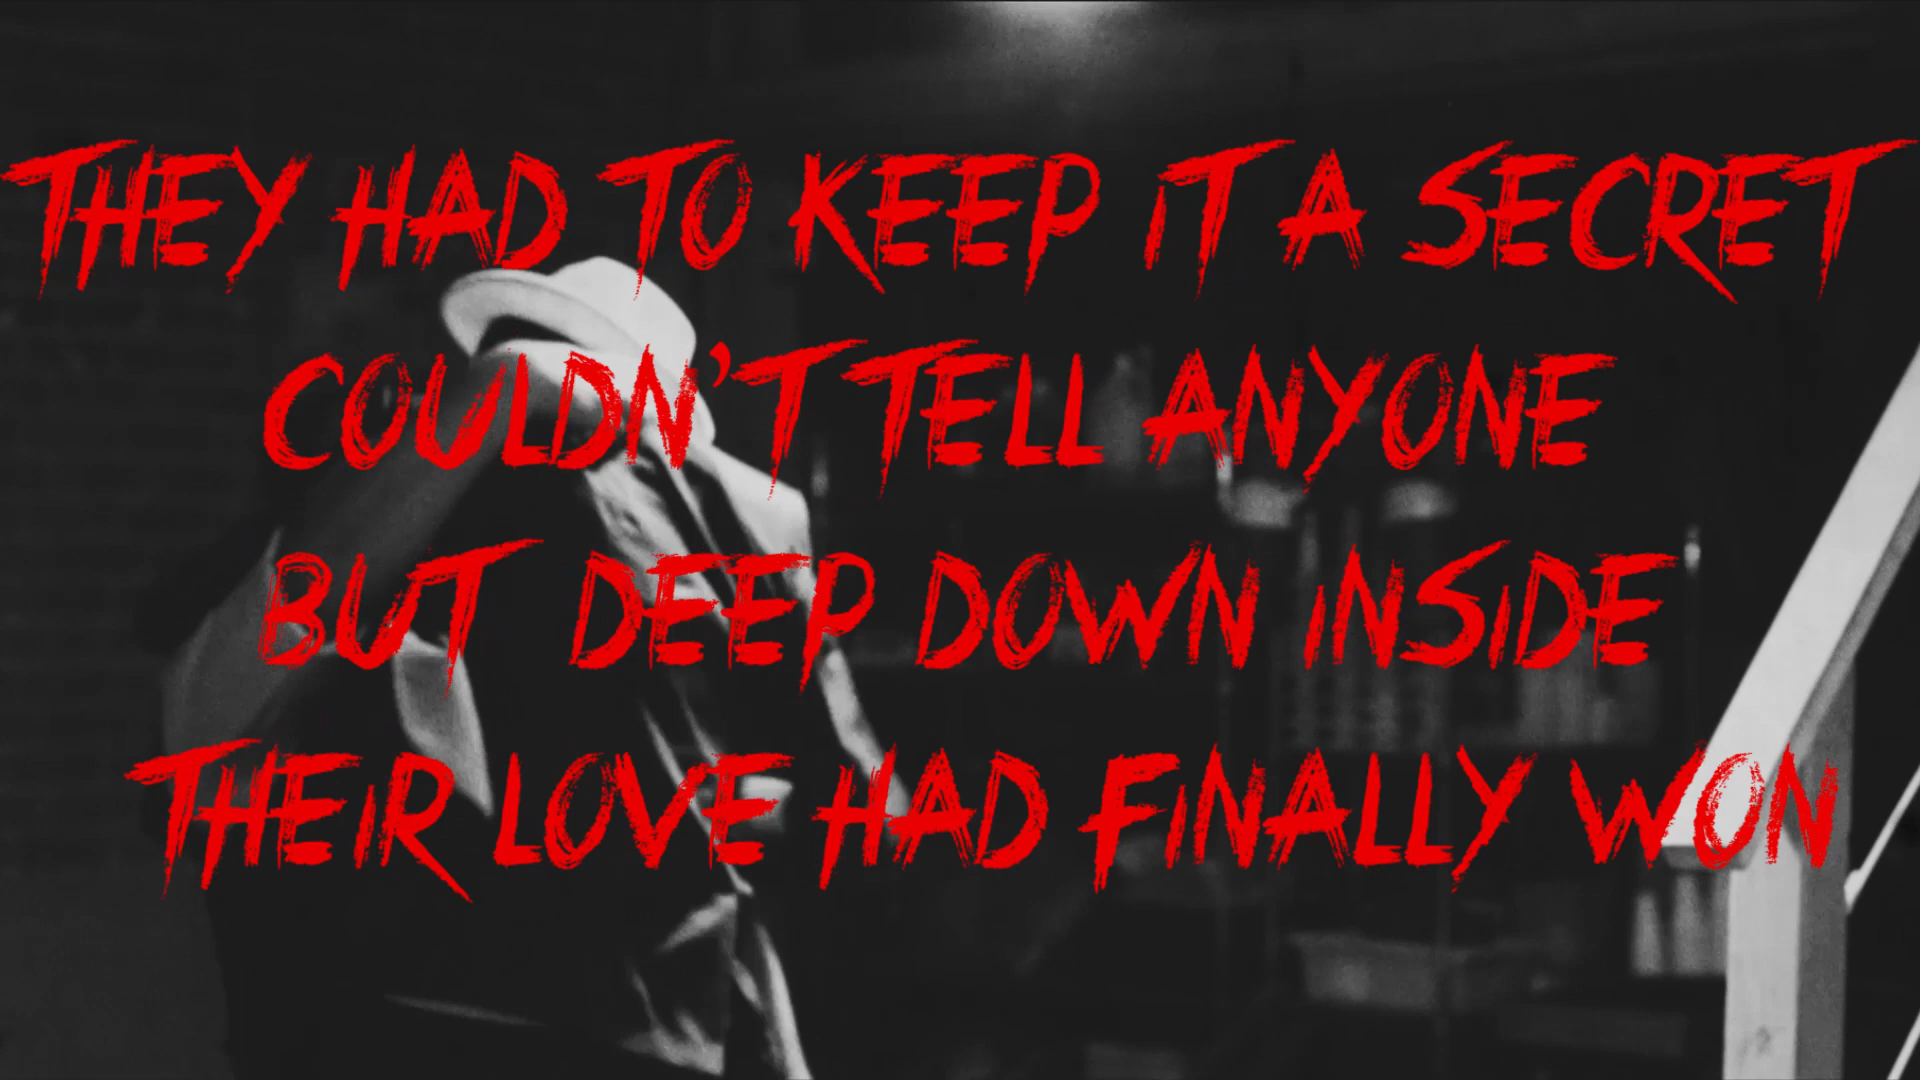 THEY HAD TO KEEP IT A SECRET
COULDN'T TELL ANYONE
BUT DEEP DOWN INSIDE
THEIR LOVE HAD FINALLY WON